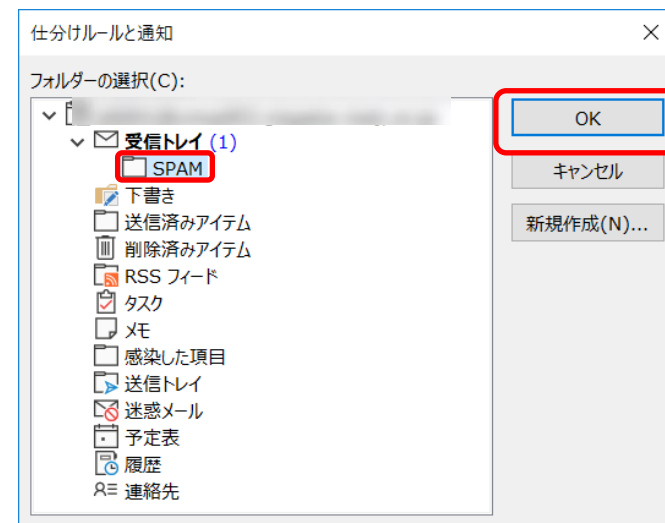 仕分けルールと通知
フォルダーの選択(C):
受信トレイ (1)
SPAM
下書き
送信済みアイテム
削除済みアイテム
RSS フィード
タスク
メモ
感染した項目
送信トレイ
迷惑メール
予定表
履歴
連絡先
OK
キャンセル
新規作成(N)...